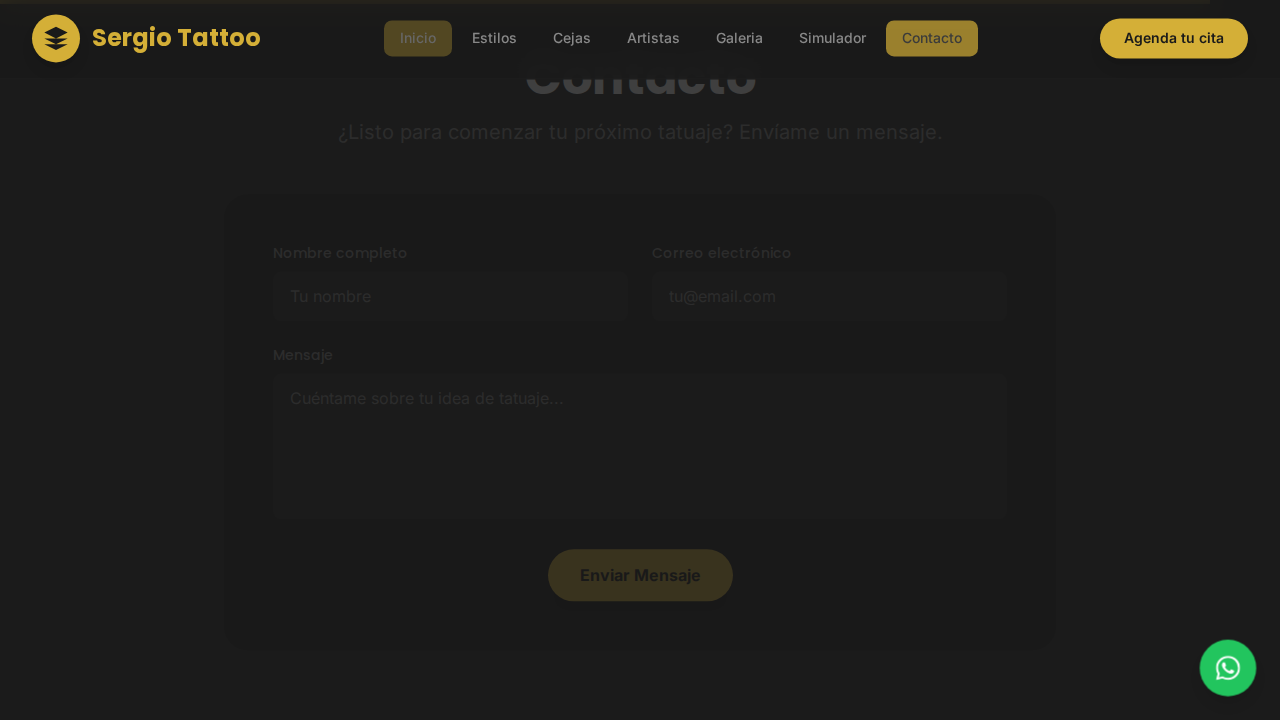 Sergio Tattoo
Inicio Estilos Cejas Artistas Galeria Simulador Contacto
Agenda tu cita
Contacto
¿Listo para comenzar tu próximo tatuaje? Envíame un mensaje.
Nombre completo Correo electrónico
Tu nombre tu@email.com
Mensaje
Cuéntame sobre tu idea de tatuaje...
Enviar Mensaje